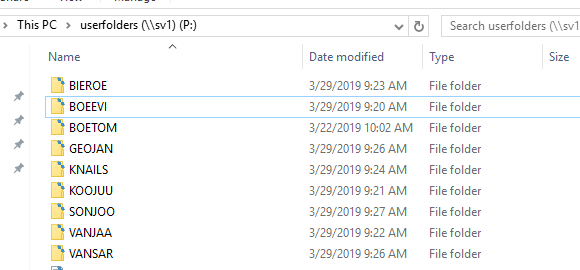 This PC > userfolders (\\sv1) (P:) Search userfolders (\\sv1) (P:)
Name Date modified Type Size
BIEROE 3/29/2019 9:23 AM File folder
BOEEVI 3/29/2019 9:20 AM File folder
BOETOM 3/22/2019 10:02 AM File folder
GEOJAN 3/29/2019 9:26 AM File folder
KNAILS 3/29/2019 9:24 AM File folder
KOOJUU 3/29/2019 9:21 AM File folder
SONJOO 3/29/2019 9:27 AM File folder
VANJAA 3/29/2019 9:22 AM File folder
VANSAR 3/29/2019 9:26 AM File folder